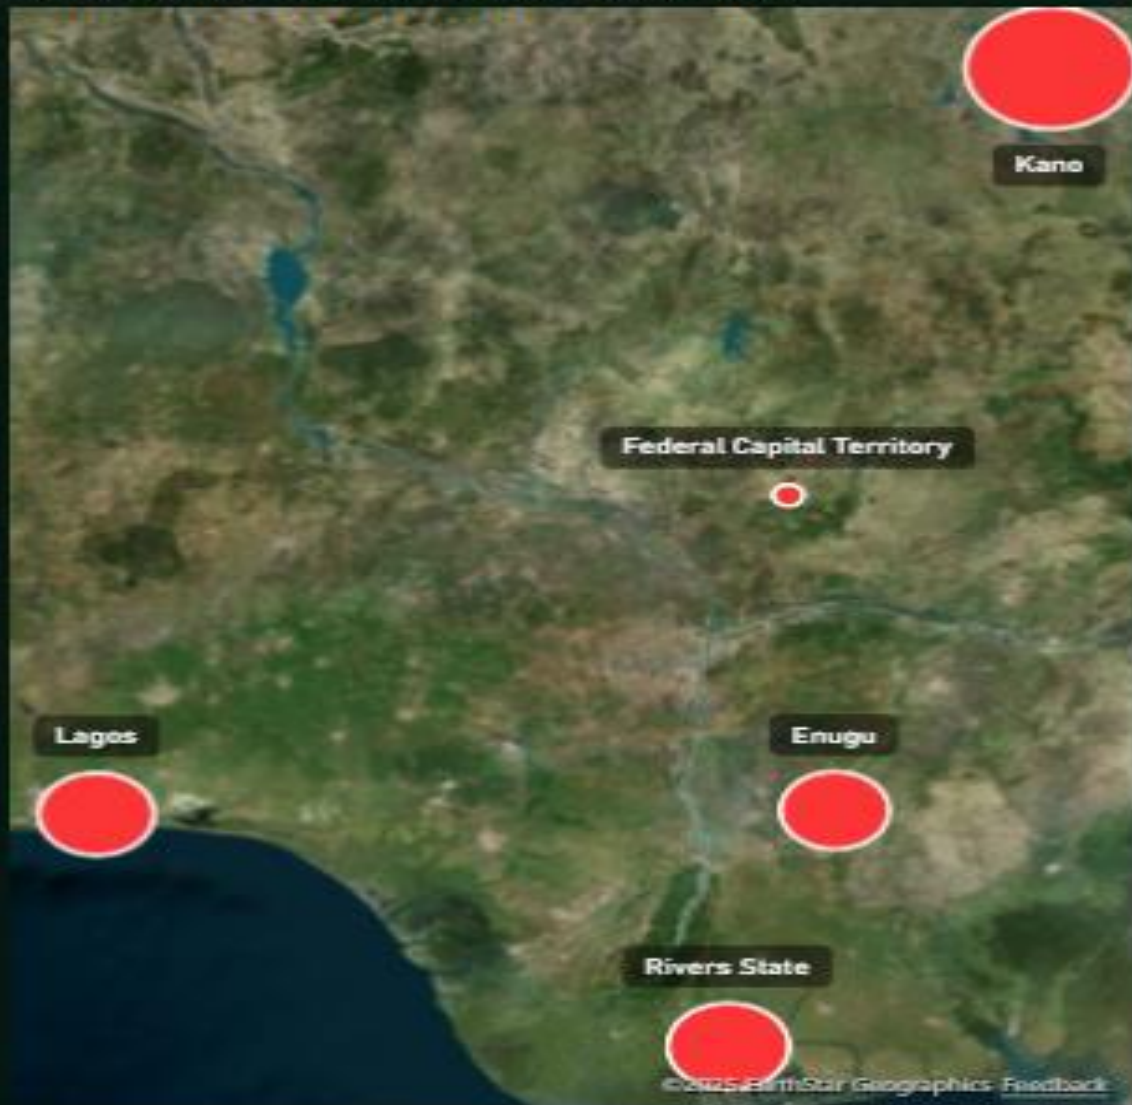 Kano
Federal Capital Territory
Lagos
Enugu
Rivers State
©2025 EarthStar Geographics Feedback